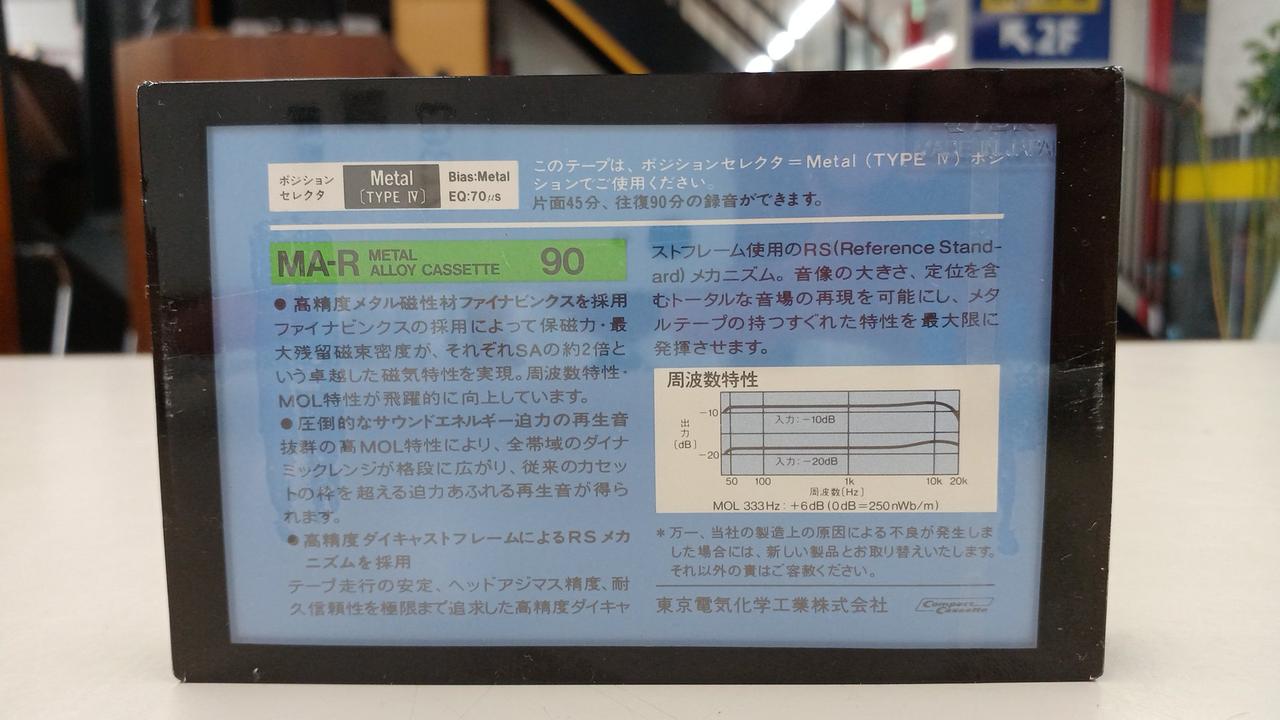 2F
ポジション
セレクタ
Metal
〔TYPE Ⅳ〕
Bias:Metal
EQ:70μs
このテープは、ポジションセレクタ=Metal（TYPE Ⅳ）ポジ
ションでご使用ください。
片面45分、往復90分の録音ができます。
MA-R METAL ALLOY CASSETTE 90
● 高精度メタル磁性材ファイナビンクスを採用
ファイナビンクスの採用によって保磁力・最
大残留磁束密度が、それぞれSAの約2倍と
いう卓越した磁気特性を実現。周波数特性・
MOL特性が飛躍的に向上しています。
● 圧倒的なサウンドエネルギー迫力の再生音
抜群の高MOL特性により、全帯域のダイナ
ミックレンジが格段に広がり、従来のカセッ
トの枠を超える迫力あふれる再生音が得ら
れます。
● 高精度ダイキャストフレームによるRSメカ
ニズムを採用
テープ走行の安定、ヘッドアジマス精度、耐
久信頼性を極限まで追求した高精度ダイキャ
ストフレーム使用のRS(Reference Stand-
ard)メカニズム。音像の大きさ、定位を含
むトータルな音場の再現を可能にし、メタ
ルテープの持つすぐれた特性を最大限に
発揮させます。
周波数特性
出力〔dB〕
-10
-20
入力:-10dB
入力:-20dB
50 100 1k 10k 20k
周波数〔Hz〕
MOL 333Hz:+6dB(0dB=250nWb/m)
*万一、当社の製造上の原因による不良が発生しま
した場合には、新しい製品とお取り替えいたします。
それ以外の責はご容赦ください。
東京電気化学工業株式会社
Compact
Cassette